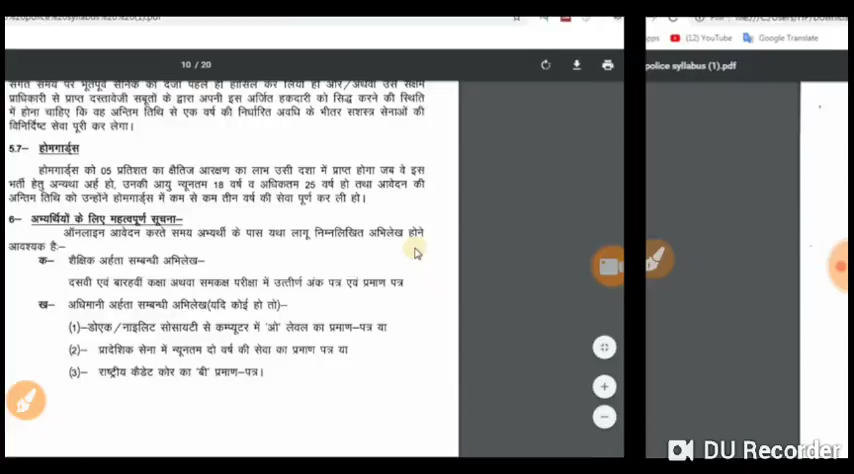 10 / 20
संगत समय पर भूतपूर्व सैनिक का दर्जा पहले ही हासिल कर लिया हो और/अथवा उसे सक्षम
प्राधिकारी से प्राप्त दस्तावेजी सबूतों के द्वारा अपनी इस अर्जित हकदारी को सिद्ध करने की स्थिति
में होना चाहिए कि वह अन्तिम तिथि से एक वर्ष की निर्धारित अवधि के भीतर सशस्त्र सेनाओं की
विनिर्दिष्ट सेवा पूरी कर लेगा।
5.7– होमगार्ड्स
होमगार्ड्स को 05 प्रतिशत का क्षैतिज आरक्षण का लाभ उसी दशा में प्राप्त होगा जब वे इस
भर्ती हेतु अन्यथा अर्ह हो, उनकी आयु न्यूनतम 18 वर्ष व अधिकतम 25 वर्ष हो तथा आवेदन की
अन्तिम तिथि को उन्होंने होमगार्ड्स में कम से कम तीन वर्ष की सेवा पूर्ण कर ली हो।
6– अभ्यर्थियों के लिए महत्वपूर्ण सूचना–
ऑनलाइन आवेदन करते समय अभ्यर्थी के पास यथा लागू निम्नलिखित अभिलेख होने
आवश्यक हैः–
क– शैक्षिक अर्हता सम्बन्धी अभिलेख–
दसवी एवं बारहवीं कक्षा अथवा समकक्ष परीक्षा में उत्तीर्ण अंक पत्र एवं प्रमाण पत्र
ख– अधिमानी अर्हता सम्बन्धी अभिलेख(यदि कोई हो तो)–
(1)–डोएक/नाइलिट सोसायटी से कम्प्यूटर में 'ओ' लेवल का प्रमाण–पत्र या
(2)– प्रादेशिक सेना में न्यूनतम दो वर्ष की सेवा का प्रमाण पत्र या
(3)– राष्ट्रीय कैडेट कोर का 'बी' प्रमाण–पत्र।
(12) YouTube Google Translate
police syllabus (1).pdf
DU Recorder